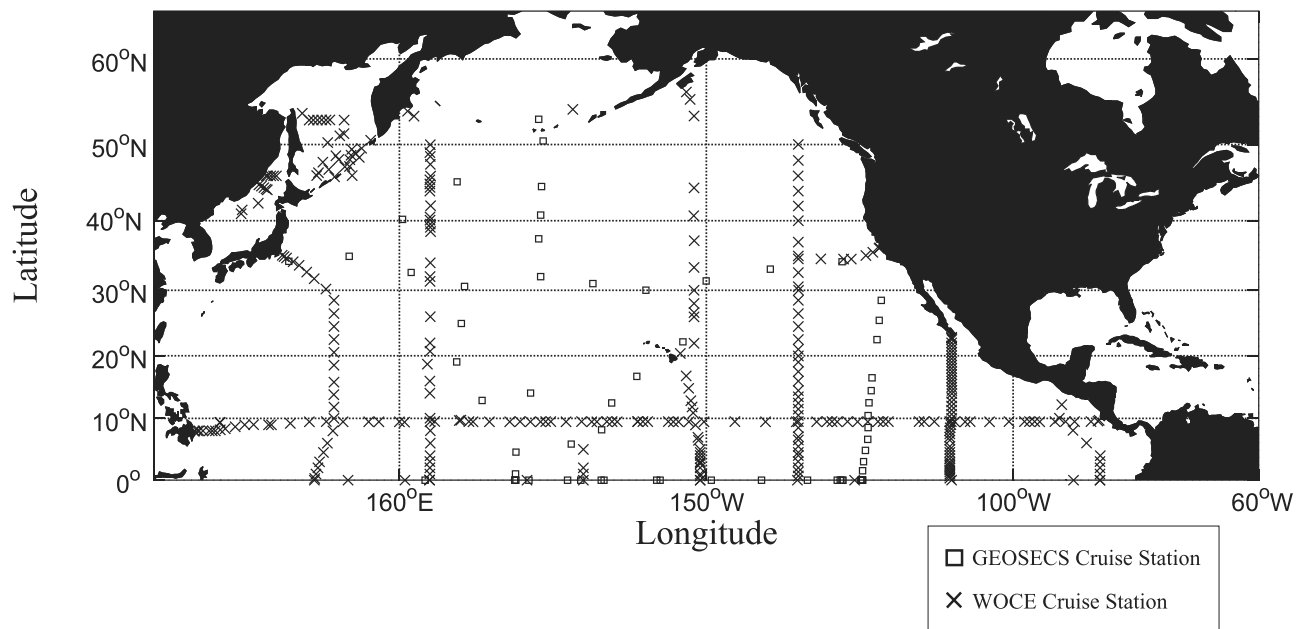 60°N
50°N
40°N
30°N
20°N
10°N
0°
Latitude
160°E
150°W
100°W
60°W
Longitude
GEOSECS Cruise Station
WOCE Cruise Station